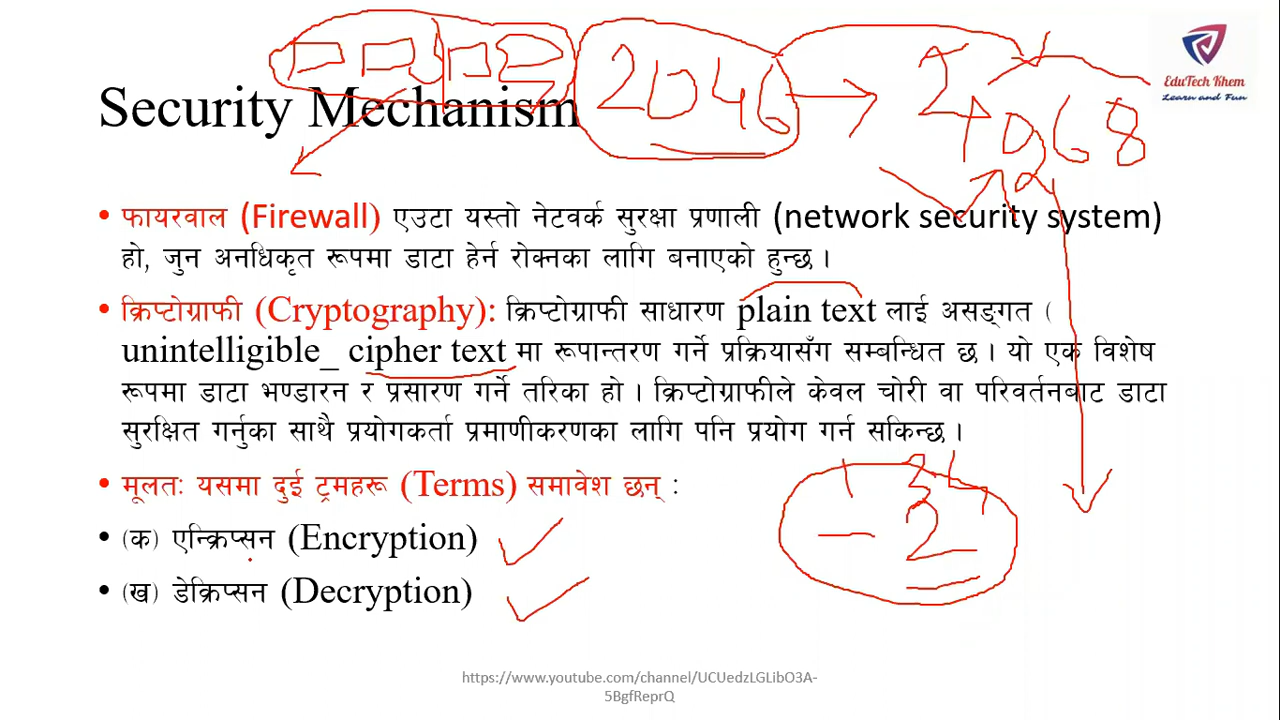 2046
24068
EduTech Khem
Learn and Fun
Security Mechanism
• फायरवाल (Firewall) एउटा यस्तो नेटवर्क सुरक्षा प्रणाली (network security system)
हो, जुन अनधिकृत रूपमा डाटा हेर्न रोक्नका लागि बनाएको हुन्छ ।
• क्रिप्टोग्राफी (Cryptography): क्रिप्टोग्राफी साधारण plain text लाई असङ्गत (
unintelligible_ cipher text मा रूपान्तरण गर्ने प्रक्रियासँग सम्बन्धित छ । यो एक विशेष
रूपमा डाटा भण्डारन र प्रसारण गर्ने तरिका हो । क्रिप्टोग्राफीले केवल चोरी वा परिवर्तनबाट डाटा
सुरक्षित गर्नुका साथै प्रयोगकर्ता प्रमाणीकरणका लागि पनि प्रयोग गर्न सकिन्छ ।
• मूलतः यसमा दुई ट्रमहरू (Terms) समावेश छन् :
• (क) एन्क्रिप्सन (Encryption)
• (ख) डेक्रिप्सन (Decryption)
- 2
https://www.youtube.com/channel/UCUedzLGLibO3A-
5BgfReprQ